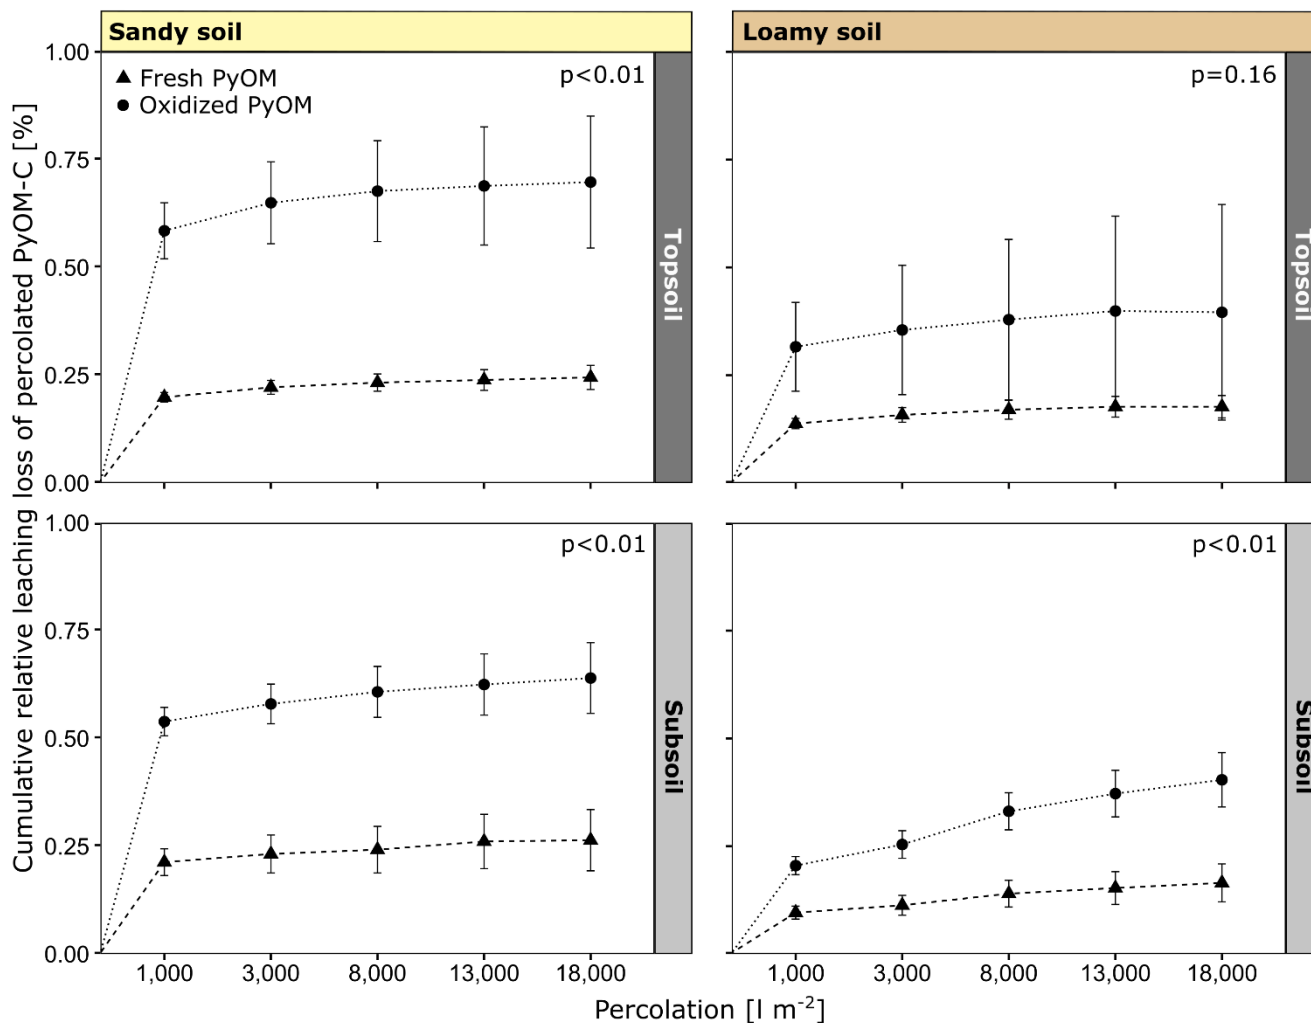 Sandy soil
Loamy soil
Cumulative relative leaching loss of percolated PyOM-C [%]
1.00
0.75
0.50
0.25
0.00
Fresh PyOM
Oxidized PyOM
p<0.01
Topsoil
p=0.16
Topsoil
1.00
0.75
0.50
0.25
0.00
p<0.01
Subsoil
p<0.01
Subsoil
1,000
3,000
8,000
13,000
18,000
1,000
3,000
8,000
13,000
18,000
Percolation [l m⁻²]